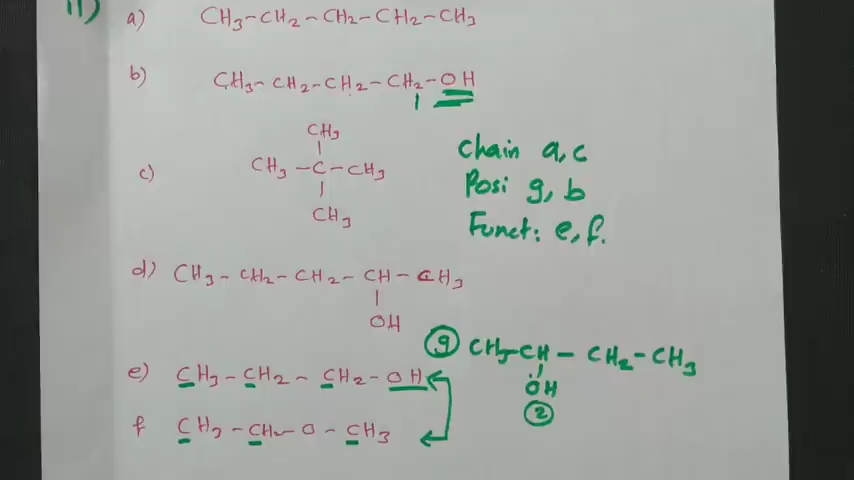 11)
a) CH3-CH2-CH2-CH2-CH3
b) CH3-CH2-CH2-CH2-OH
1
CH3
c) CH3-C-CH3
CH3
Chain a,c
Posi g, b
Funct: e, f.
d) CH3-CH2-CH2-CH-CH3
OH
g CH3-CH-CH2-CH3
OH
2
e) CH3-CH2-CH2-OH
f CH3-CH2-O-CH3